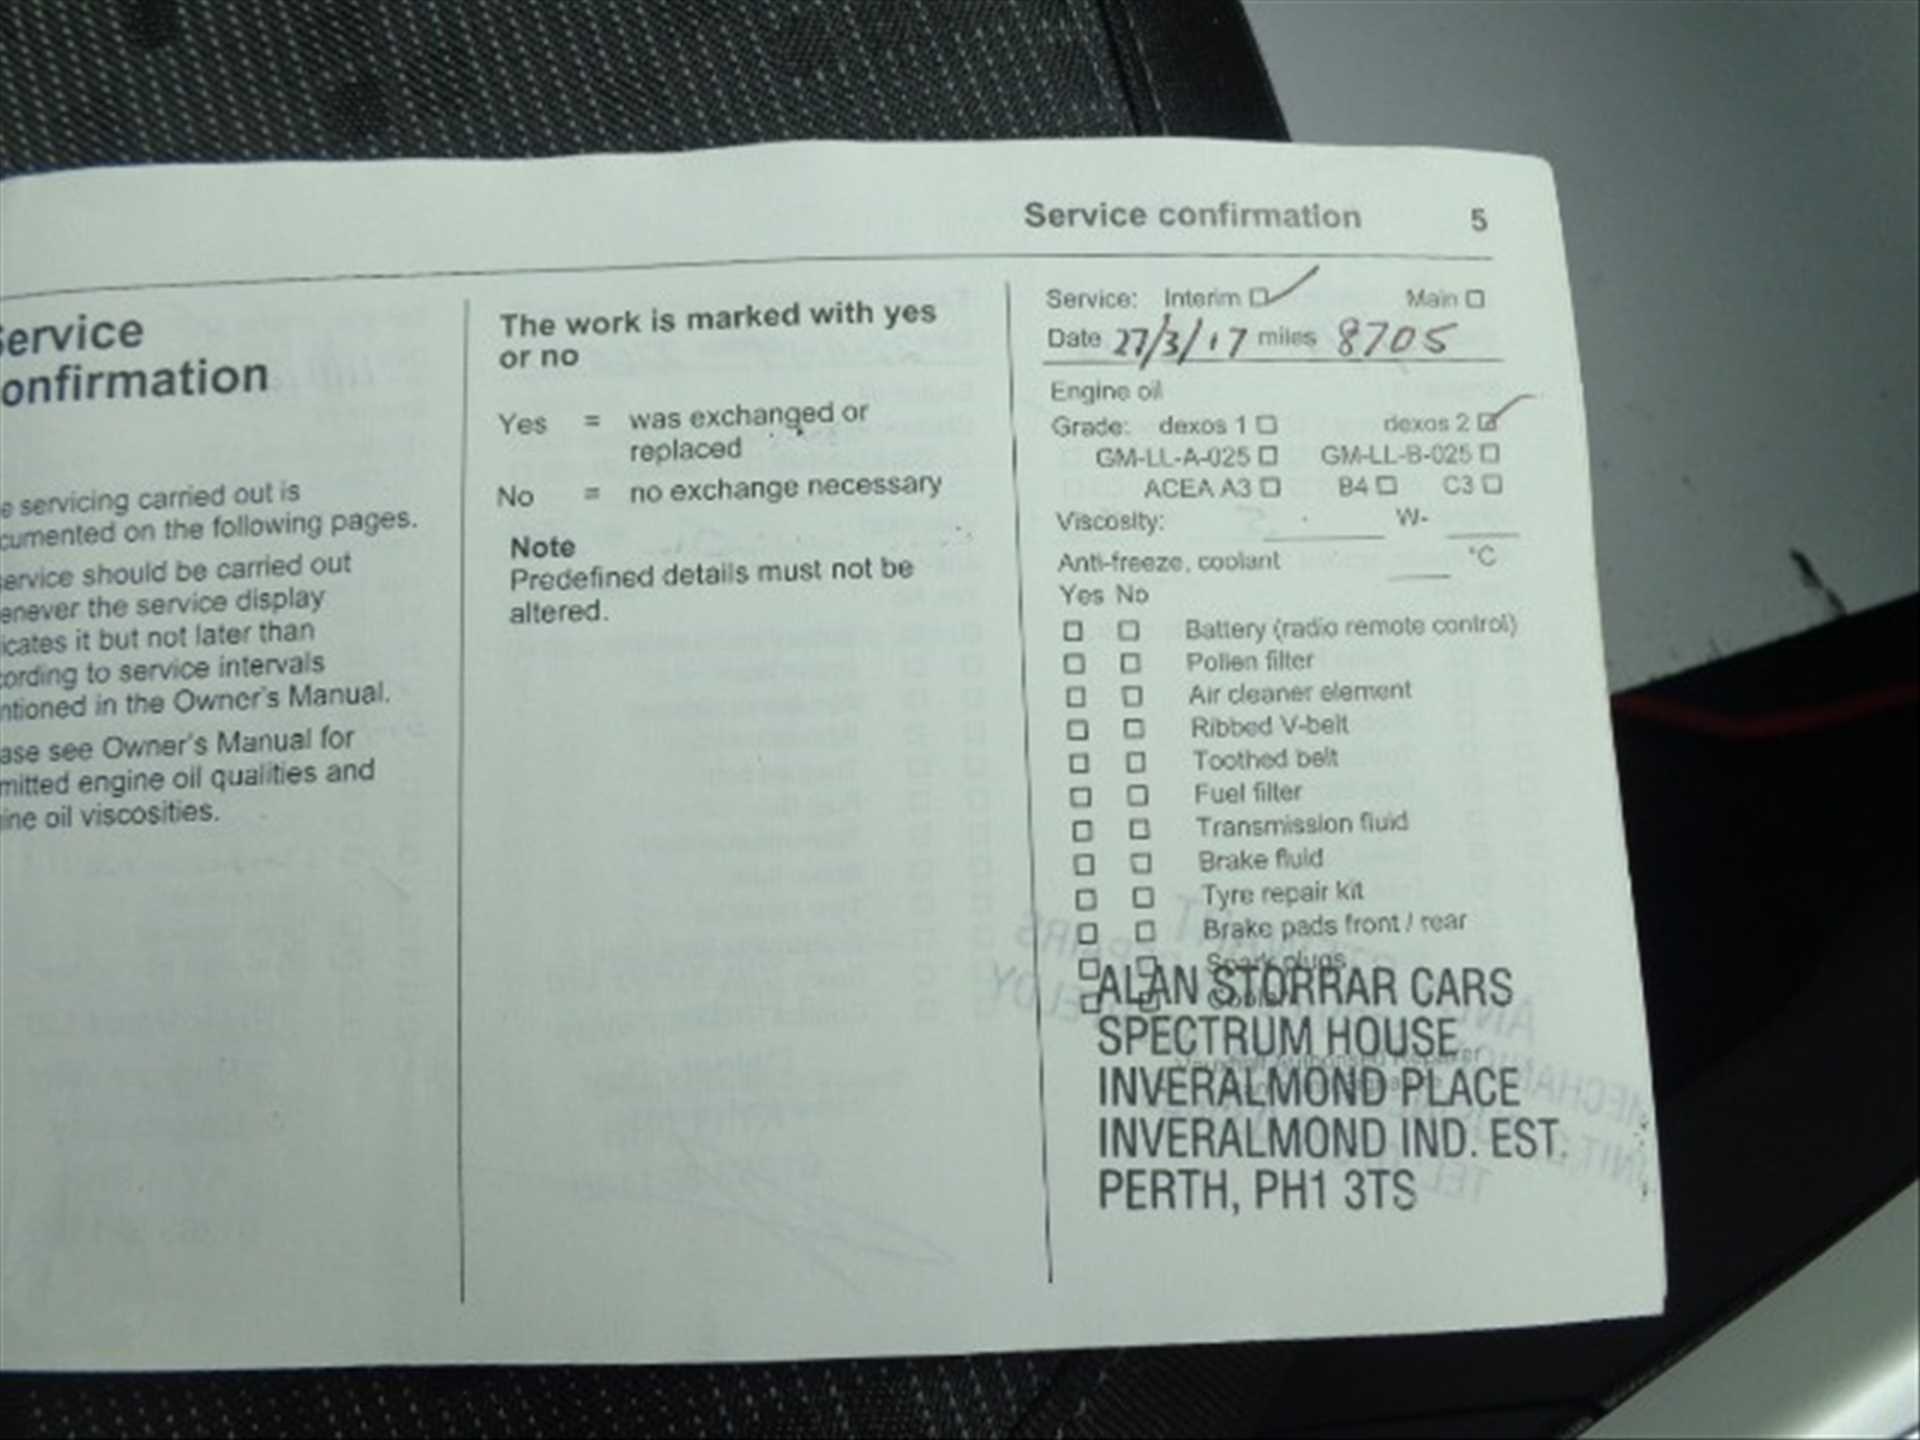 Service confirmation 5
ervice
onfirmation
e servicing carried out is
cumented on the following pages.
ervice should be carried out
enever the service display
icates it but not later than
ording to service intervals
ntioned in the Owner's Manual.
ase see Owner's Manual for
mitted engine oil qualities and
ine oil viscosities.
The work is marked with yes
or no
Yes = was exchanged or
replaced
No = no exchange necessary
Note
Predefined details must not be
altered.
Service: Interim Main
Date 27/3/17 miles 8705
Engine oil
Grade: dexos 1 dexos 2
GM-LL-A-025 GM-LL-B-025
ACEA A3 B4 C3
Viscosity: W-
Anti-freeze, coolant °C
Yes No
Battery (radio remote control)
Pollen filter
Air cleaner element
Ribbed V-belt
Toothed belt
Fuel filter
Transmission fluid
Brake fluid
Tyre repair kit
Brake pads front / rear
Spark plugs
Coolant
ALAN STORRAR CARS
SPECTRUM HOUSE
INVERALMOND PLACE
INVERALMOND IND. EST.
PERTH, PH1 3TS